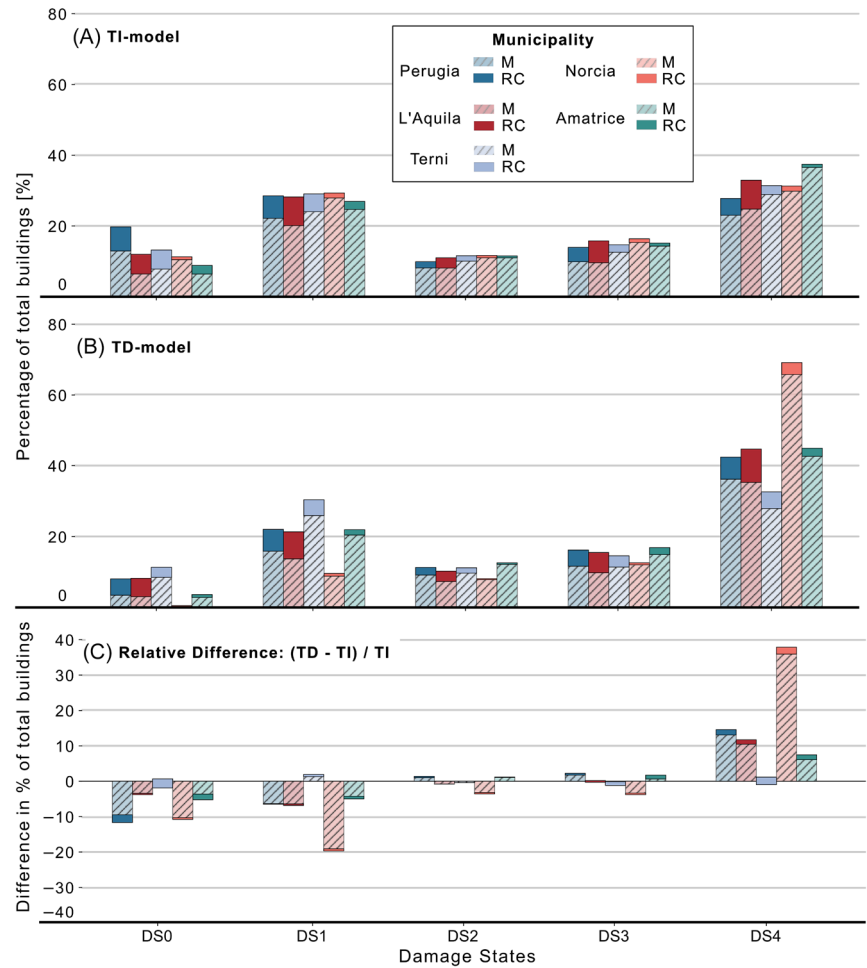 80
(A) TI-model
Municipality
Perugia M RC
Norcia M RC
L'Aquila M RC
Amatrice M RC
Terni M RC
60
40
20
0
Percentage of total buildings [%]
80
(B) TD-model
60
40
20
0
40
(C) Relative Difference: (TD - TI) / TI
30
20
10
0
−10
−20
−30
−40
Difference in % of total buildings
DS0 DS1 DS2 DS3 DS4
Damage States